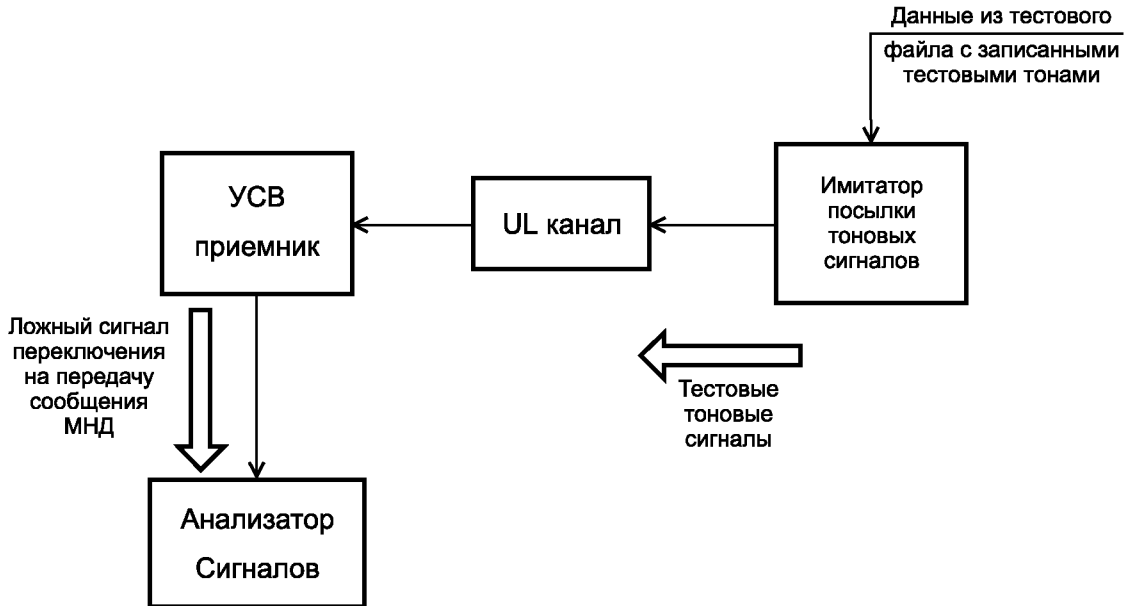 Данные из тестового
файла с записанными
тестовыми тонами
УСВ
приемник
UL канал
Имитатор
посылки
тоновых
сигналов
Ложный сигнал
переключения
на передачу
сообщения
МНД
Тестовые
тоновые
сигналы
Анализатор
Сигналов